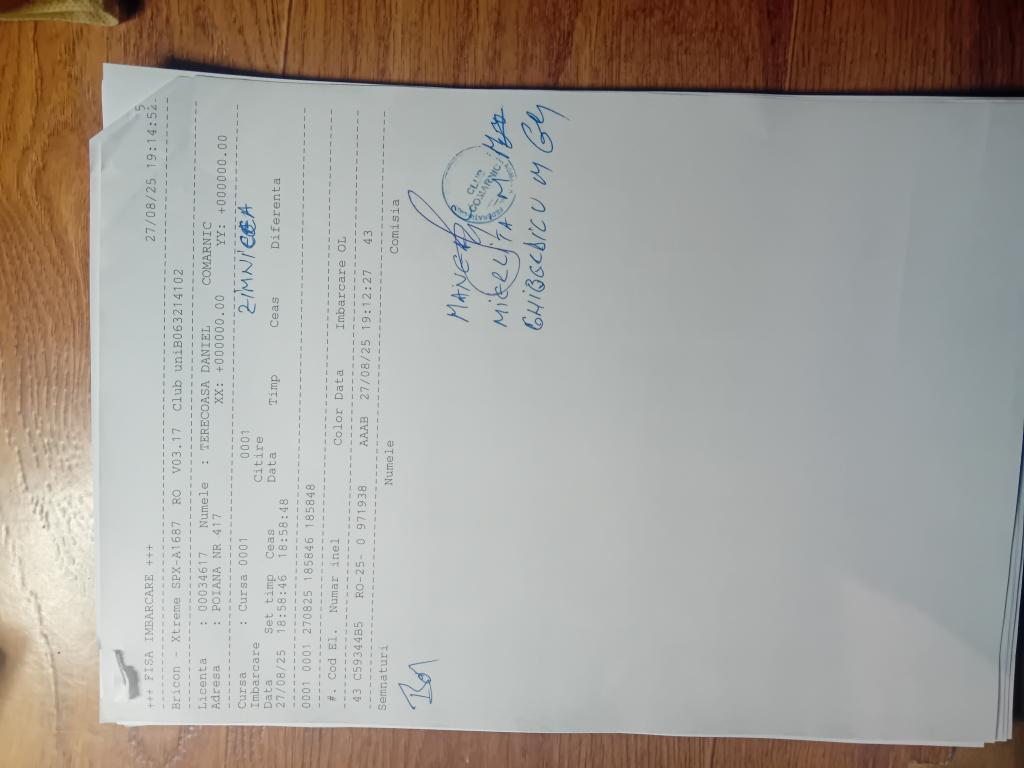 +++ FISA IMBARCARE +++ 27/08/25 19:14:52
Bricon - Xtreme SPX-A1687 RO V03.17 Club uniB063214102
Licenta : 00034617 Numele : TERECOASA DANIEL COMARNIC
Adresa : POIANA NR 417 XX: +000000.00 YY: +000000.00
Cursa : Cursa 0001 0001 ZIMNICEA
Imbarcare Citire
Data Set timp Ceas Data Timp Ceas Diferenta
27/08/25 18:58:46 18:58:48
0001 0001 270825 185846 185848
#. Cod El. Numar inel Color Data Imbarcare OL
43 C59344B5 RO-25- 0 971938 AAAB 27/08/25 19:12:27 43
Semnaturi Numele Comisia
CLUB
COMARNIC
MIERLITA M